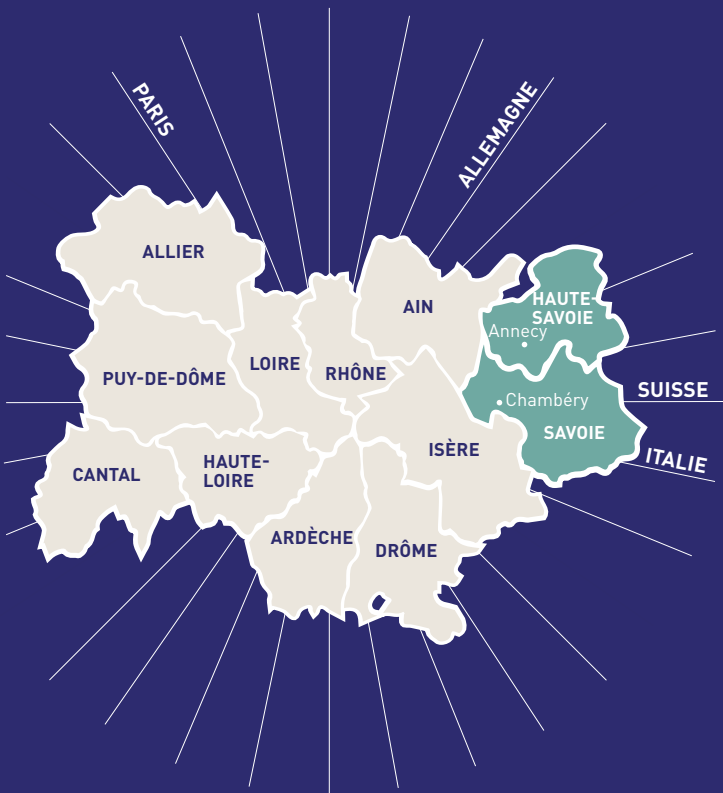 PARIS
ALLEMAGNE
ALLIER
AIN
HAUTE-
SAVOIE
Annecy
LOIRE
RHÔNE
PUY-DE-DÔME
SUISSE
Chambéry
SAVOIE
ISÈRE
ITALIE
HAUTE-
LOIRE
CANTAL
ARDÈCHE
DRÔME